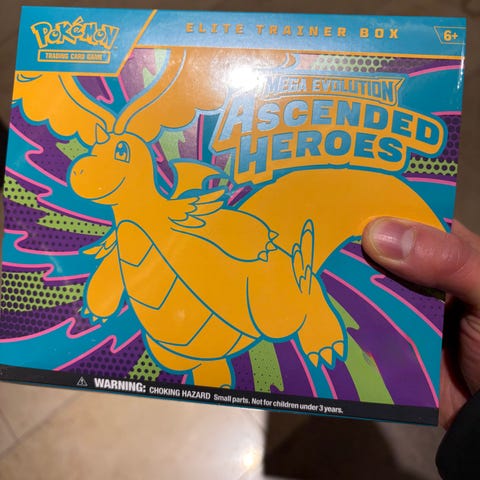 Pokémon
TRADING CARD GAME
ELITE TRAINER BOX
6+
MEGA EVOLUTION
ASCENDED
HEROES
WARNING: CHOKING HAZARD Small parts. Not for children under 3 years.